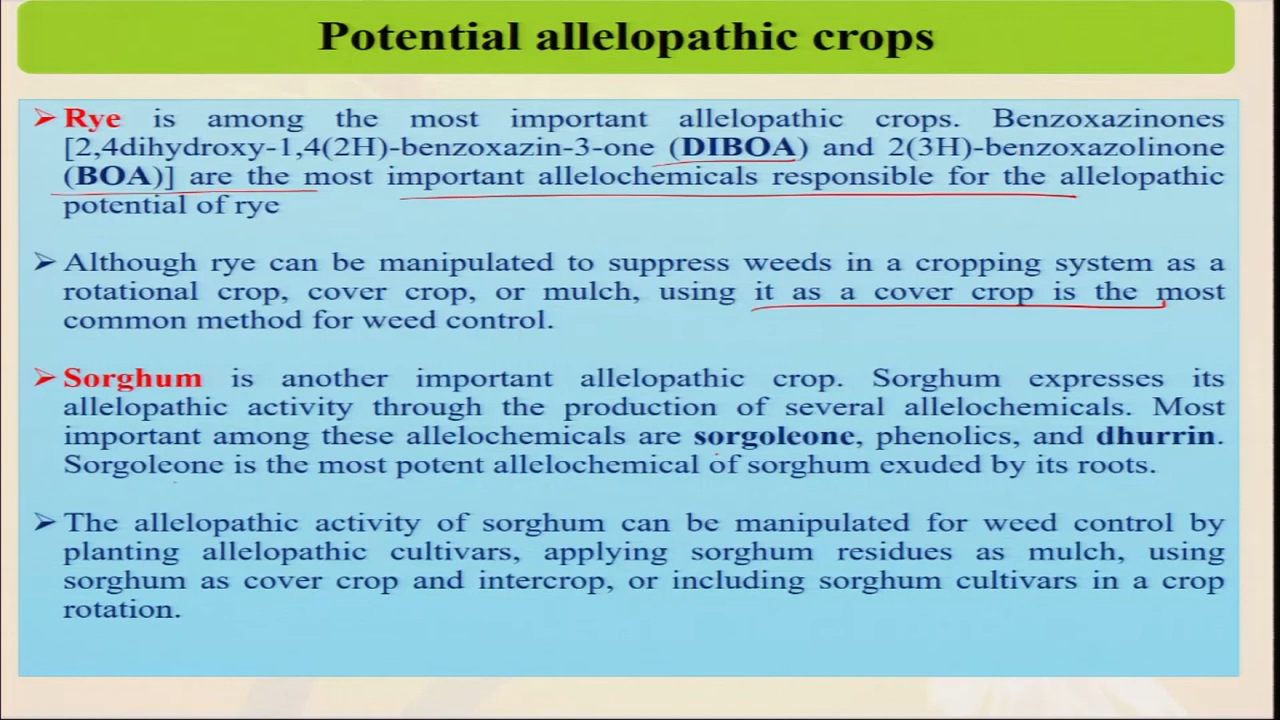 Potential allelopathic crops
➢ Rye is among the most important allelopathic crops. Benzoxazinones
[2,4dihydroxy-1,4(2H)-benzoxazin-3-one (DIBOA) and 2(3H)-benzoxazolinone
(BOA)] are the most important allelochemicals responsible for the allelopathic
potential of rye
➢ Although rye can be manipulated to suppress weeds in a cropping system as a
rotational crop, cover crop, or mulch, using it as a cover crop is the most
common method for weed control.
➢ Sorghum is another important allelopathic crop. Sorghum expresses its
allelopathic activity through the production of several allelochemicals. Most
important among these allelochemicals are sorgoleone, phenolics, and dhurrin.
Sorgoleone is the most potent allelochemical of sorghum exuded by its roots.
➢ The allelopathic activity of sorghum can be manipulated for weed control by
planting allelopathic cultivars, applying sorghum residues as mulch, using
sorghum as cover crop and intercrop, or including sorghum cultivars in a crop
rotation.